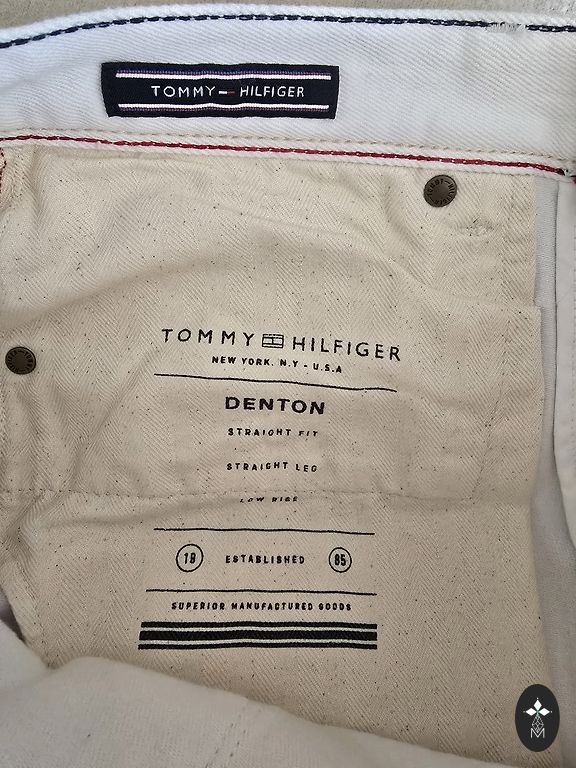 TOMMY HILFIGER
TOMMY HILFIGER
NEW YORK. N.Y - U.S.A
DENTON
STRAIGHT FIT
STRAIGHT LEG
LOW RISE
19 ESTABLISHED 85
SUPERIOR MANUFACTURED GOODS
M